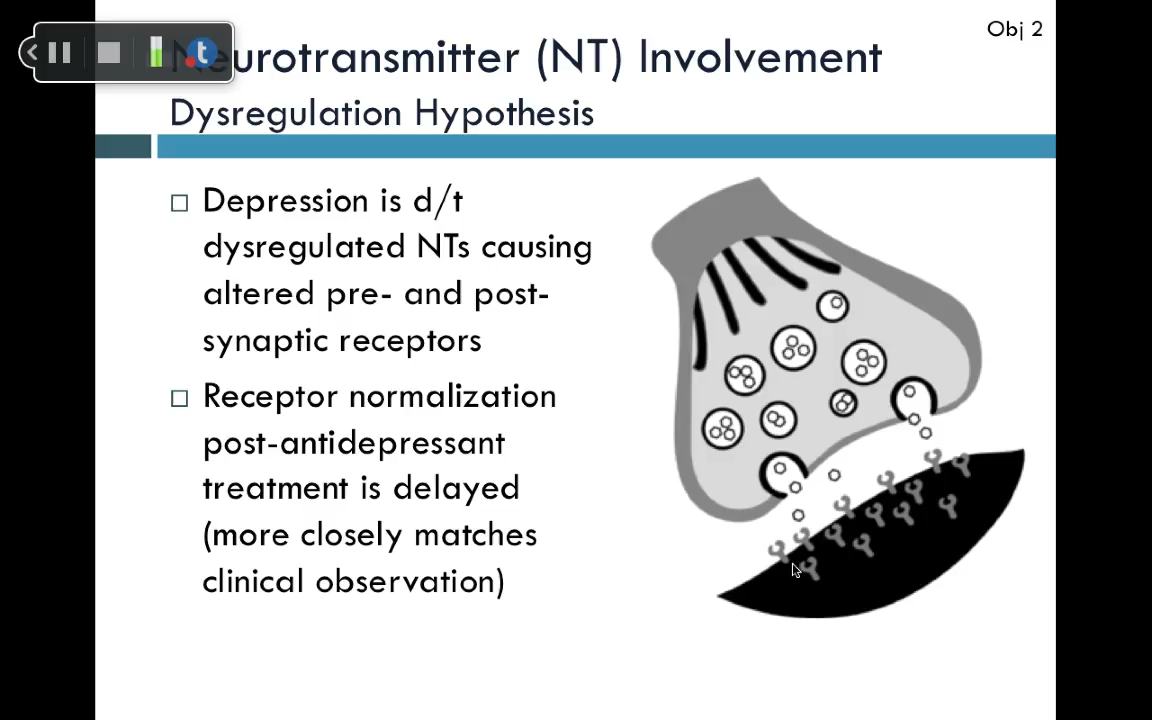 Obj 2
Neurotransmitter (NT) Involvement
Dysregulation Hypothesis
Depression is d/t
dysregulated NTs causing
altered pre- and post-
synaptic receptors
Receptor normalization
post-antidepressant
treatment is delayed
(more closely matches
clinical observation)
t